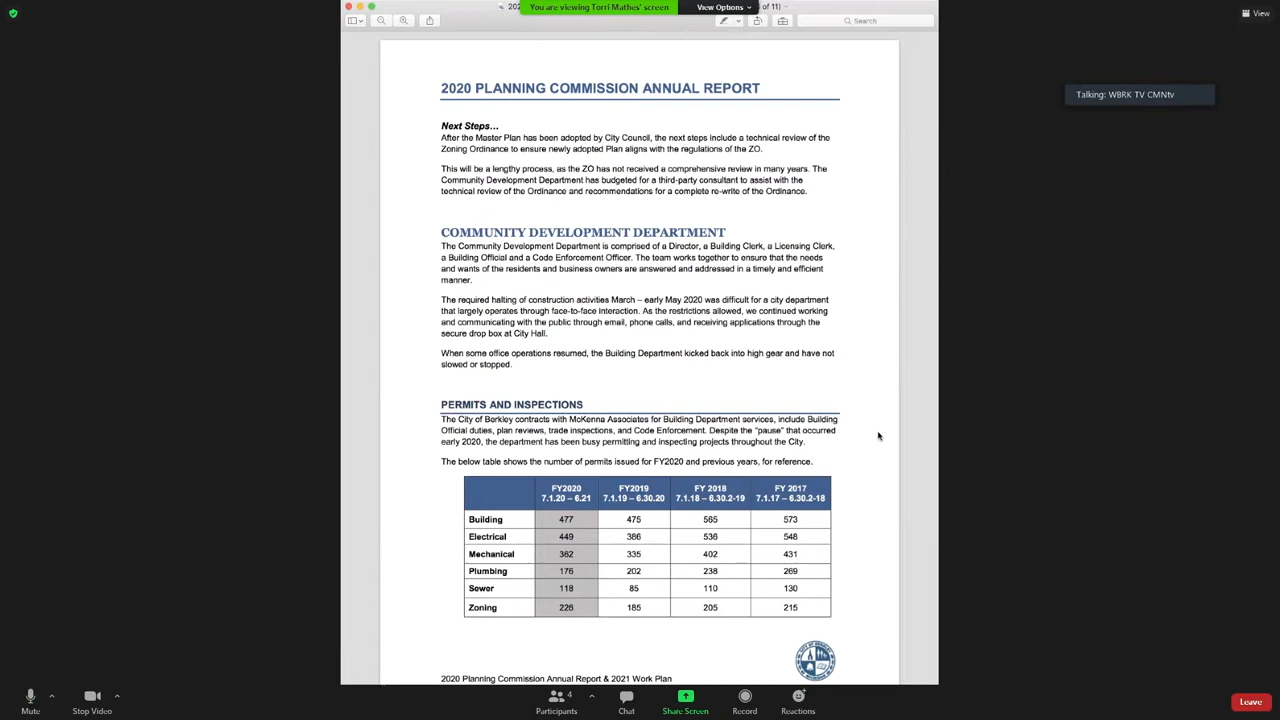 202
You are viewing Torri Mathes' screen
View Options
of 11)
Search
View
Talking: WBRK TV CMNtv
2020 PLANNING COMMISSION ANNUAL REPORT
Next Steps...
After the Master Plan has been adopted by City Council, the next steps include a technical review of the
Zoning Ordinance to ensure newly adopted Plan aligns with the regulations of the ZO.
This will be a lengthy process, as the ZO has not received a comprehensive review in many years. The
Community Development Department has budgeted for a third-party consultant to assist with the
technical review of the Ordinance and recommendations for a complete re-write of the Ordinance.
COMMUNITY DEVELOPMENT DEPARTMENT
The Community Development Department is comprised of a Director, a Building Clerk, a Licensing Clerk,
a Building Official and a Code Enforcement Officer. The team works together to ensure that the needs
and wants of the residents and business owners are answered and addressed in a timely and efficient
manner.
The required halting of construction activities March – early May 2020 was difficult for a city department
that largely operates through face-to-face interaction. As the restrictions allowed, we continued working
and communicating with the public through email, phone calls, and receiving applications through the
secure drop box at City Hall.
When some office operations resumed, the Building Department kicked back into high gear and have not
slowed or stopped.
PERMITS AND INSPECTIONS
The City of Berkley contracts with McKenna Associates for Building Department services, include Building
Official duties, plan reviews, trade inspections, and Code Enforcement. Despite the "pause" that occurred
early 2020, the department has been busy permitting and inspecting projects throughout the City.
The below table shows the number of permits issued for FY2020 and previous years, for reference.
FY2020 FY2019 FY 2018 FY 2017
7.1.20 – 6.21 7.1.19 – 6.30.20 7.1.18 – 6.30.2-19 7.1.17 – 6.30.2-18
Building 477 475 565 573
Electrical 449 386 536 548
Mechanical 362 335 402 431
Plumbing 176 202 238 269
Sewer 118 85 110 130
Zoning 226 185 205 215
2020 Planning Commission Annual Report & 2021 Work Plan
Mute
Stop Video
4
Participants
Chat
Share Screen
Record
Reactions
Leave